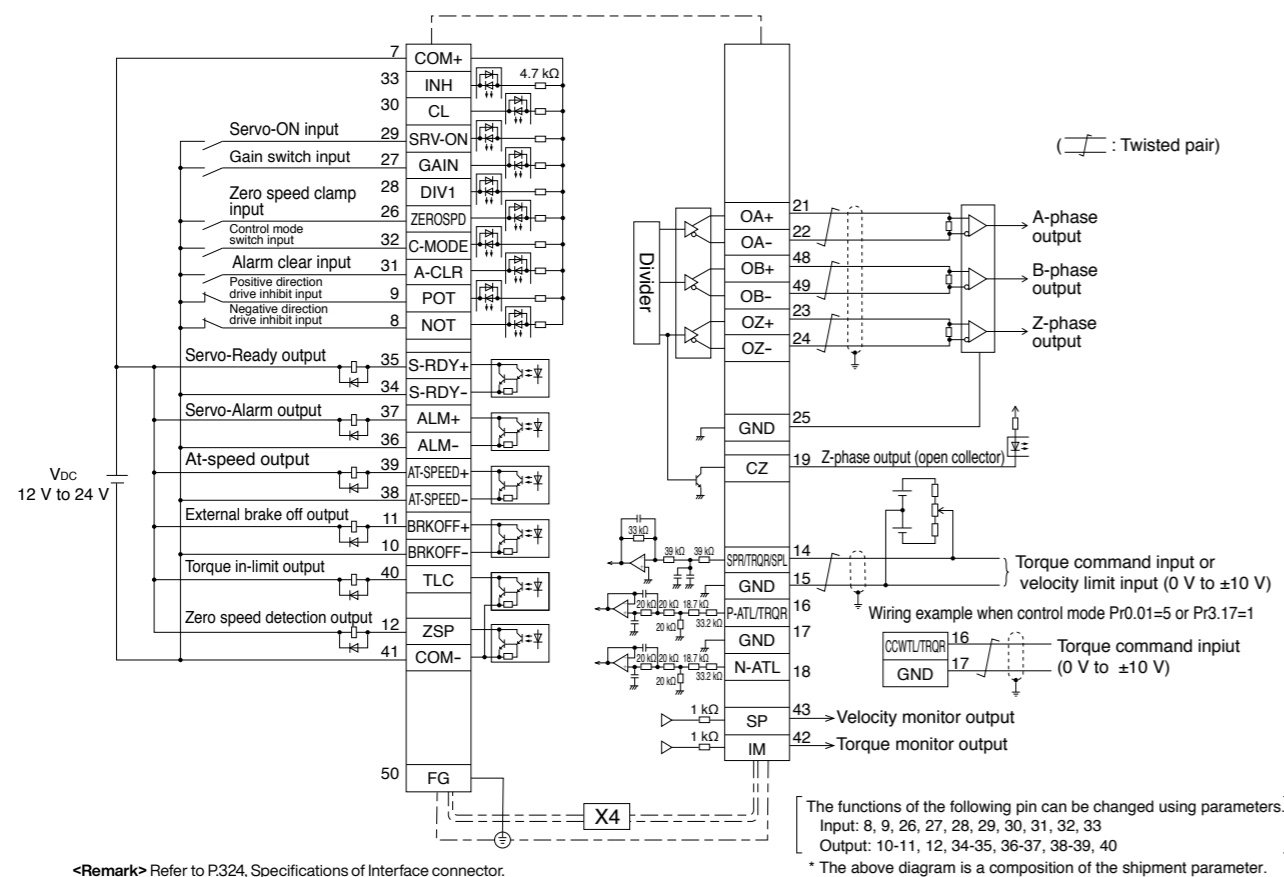 7 COM+
33 INH 4.7 kΩ
30 CL
Servo-ON input 29 SRV-ON
Gain switch input 27 GAIN
28 DIV1
Zero speed clamp
input 26 ZEROSPD
Control mode
switch input 32 C-MODE
Alarm clear input 31 A-CLR
Positive direction
drive inhibit input 9 POT
Negative direction
drive inhibit input 8 NOT
Servo-Ready output 35 S-RDY+
34 S-RDY-
Servo-Alarm output 37 ALM+
36 ALM-
At-speed output 39 AT-SPEED+
38 AT-SPEED-
External brake off output 11 BRKOFF+
10 BRKOFF-
Torque in-limit output 40 TLC
Zero speed detection output 12 ZSP
41 COM-
50 FG
VDC
12 V to 24 V
X4
( : Twisted pair)
Divider
OA+ 21
OA- 22
A-phase
output
OB+ 48
OB- 49
B-phase
output
OZ+ 23
OZ- 24
Z-phase
output
GND 25
CZ 19 Z-phase output (open collector)
33 kΩ
39 kΩ 39 kΩ SPR/TRQR/SPL 14
GND 15
Torque command input or
velocity limit input (0 V to ±10 V)
20 kΩ 20 kΩ 18.7 kΩ P-ATL/TRQR 16
20 kΩ 33.2 kΩ
GND 17
20 kΩ 20 kΩ 18.7 kΩ N-ATL 18
20 kΩ 33.2 kΩ
Wiring example when control mode Pr0.01=5 or Pr3.17=1
CCWTL/TRQR 16
GND 17
Torque command inpuit
(0 V to ±10 V)
1 kΩ SP 43 Velocity monitor output
1 kΩ IM 42 Torque monitor output
The functions of the following pin can be changed using parameters.
Input: 8, 9, 26, 27, 28, 29, 30, 31, 32, 33
Output: 10-11, 12, 34-35, 36-37, 38-39, 40
* The above diagram is a composition of the shipment parameter.
<Remark> Refer to P.324, Specifications of Interface connector.